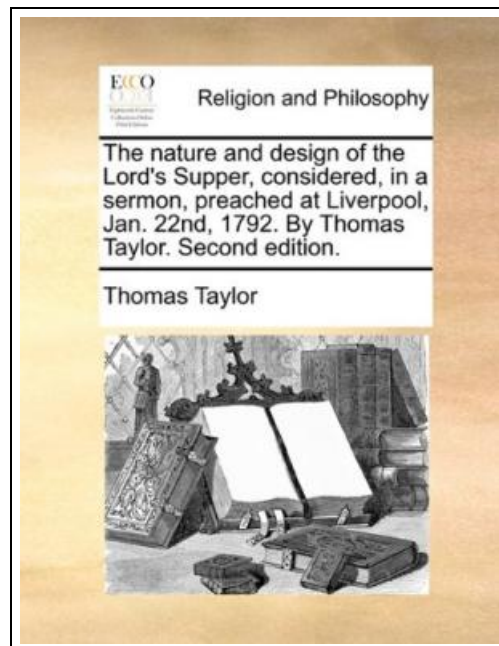 ECCO
Religion and Philosophy
The nature and design of the
Lord's Supper, considered, in a
sermon, preached at Liverpool,
Jan. 22nd, 1792. By Thomas
Taylor. Second edition.
Thomas Taylor